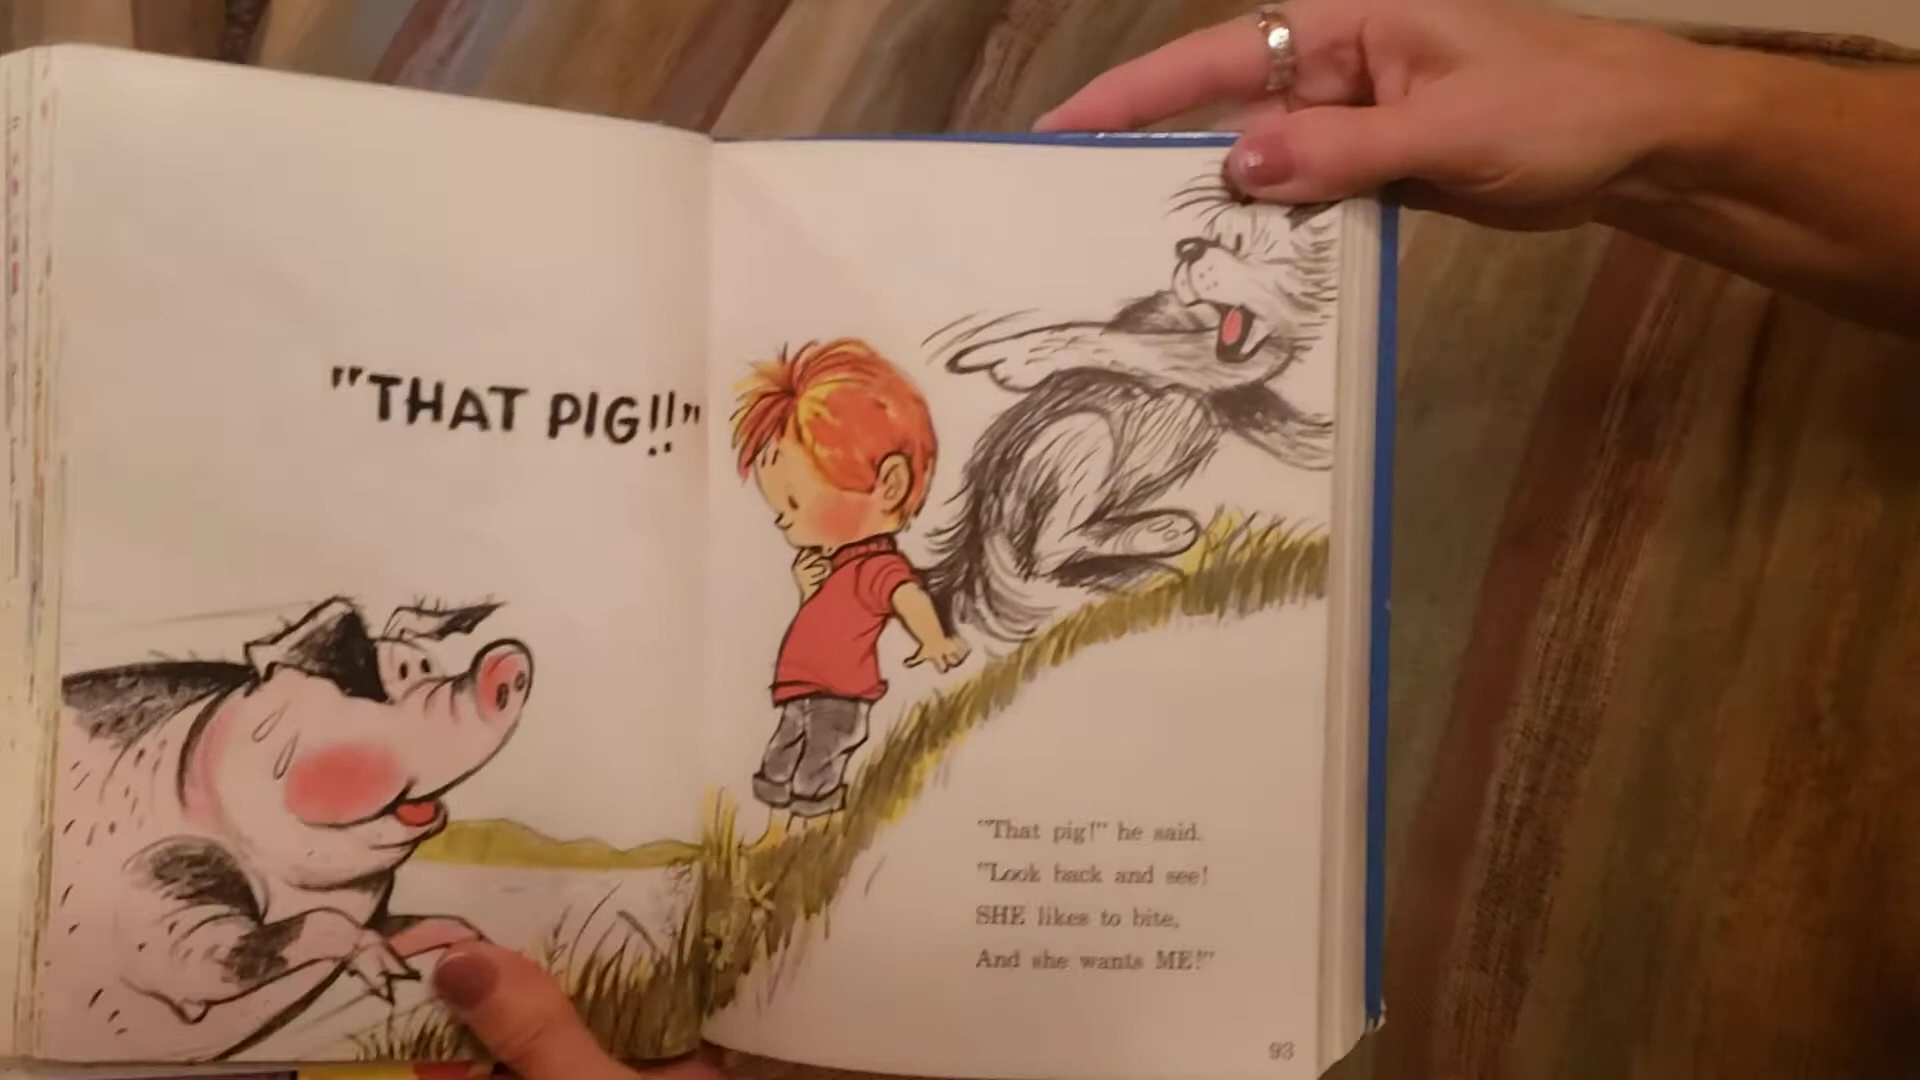 "THAT PIG!!"
"That pig!" he said.
"Look back and see!
SHE likes to bite,
And she wants ME!"
93